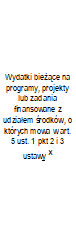 Wydatki bieżące na
programy, projekty
lub zadania
finansowane z
udziałem środków, o
których mowa w art.
5 ust. 1 pkt 2 i 3
ustawy x